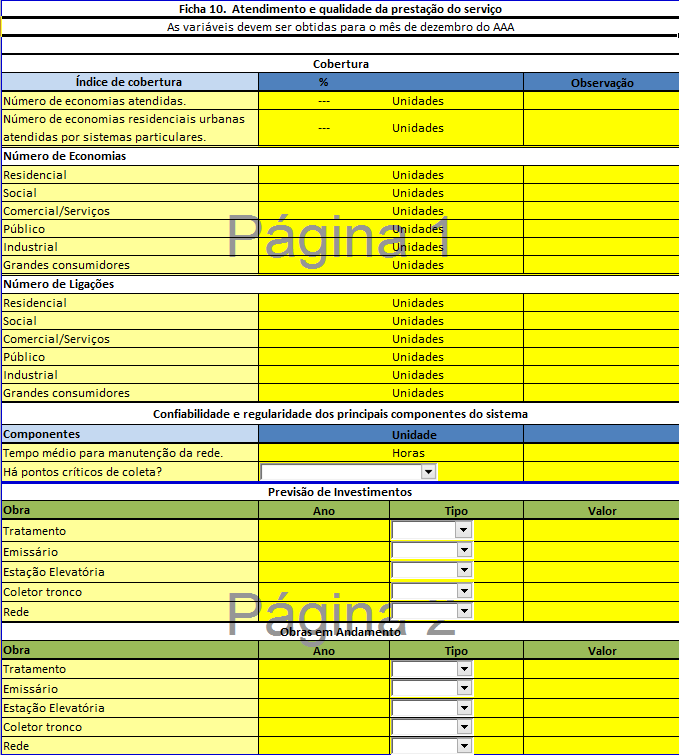 Ficha 10. Atendimento e qualidade da prestação do serviço
As variáveis devem ser obtidas para o mês de dezembro do AAA
Cobertura
Índice de cobertura % Observação
Número de economias atendidas. --- Unidades
Número de economias residenciais urbanas
atendidas por sistemas particulares. --- Unidades
Número de Economias
Residencial Unidades
Social Unidades
Comercial/Serviços Unidades
Público Unidades
Página 1
Industrial Unidades
Grandes consumidores Unidades
Número de Ligações
Residencial Unidades
Social Unidades
Comercial/Serviços Unidades
Público Unidades
Industrial Unidades
Grandes consumidores Unidades
Confiabilidade e regularidade dos principais componentes do sistema
Componentes Unidade
Tempo médio para manutenção da rede. Horas
Há pontos críticos de coleta?
Previsão de Investimentos
Obra Ano Tipo Valor
Tratamento
Emissário
Estação Elevatória
Coletor tronco
Rede
Página 2
Obras em Andamento
Obra Ano Tipo Valor
Tratamento
Emissário
Estação Elevatória
Coletor tronco
Rede